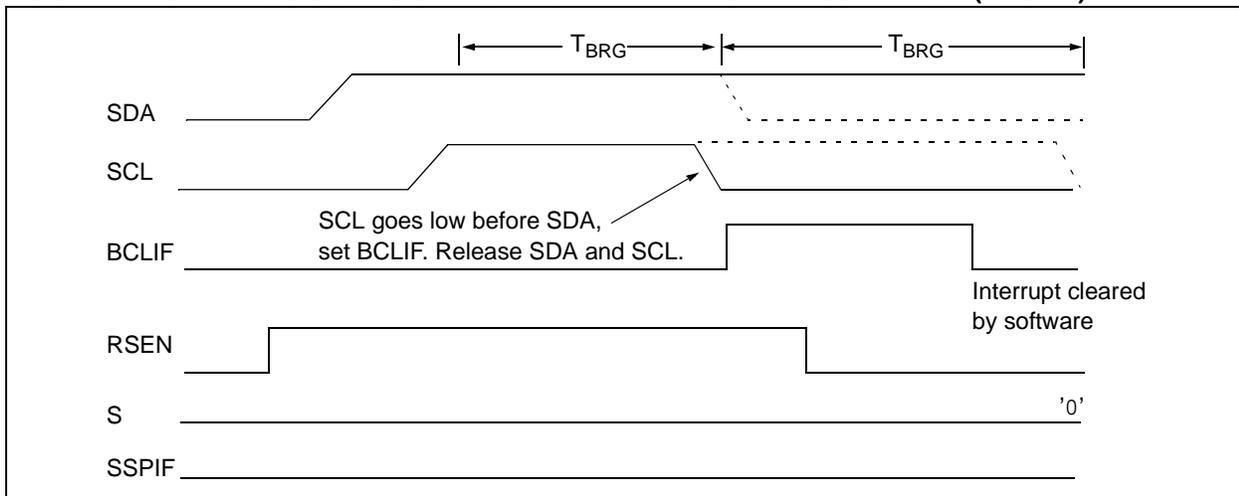 TBRG TBRG
SDA
SCL
SCL goes low before SDA,
set BCLIF. Release SDA and SCL.
BCLIF
Interrupt cleared
by software
RSEN
S '0'
SSPIF